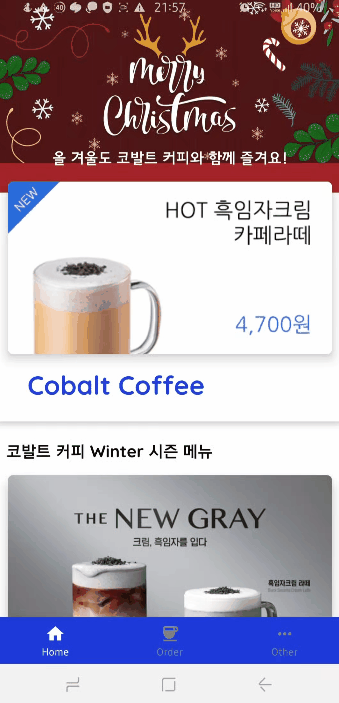 21:57
40%
Merry
Christmas
올 겨울도 코발트 커피와 함께 즐겨요!
NEW
HOT 흑임자크림
카페라떼
4,700원
Cobalt Coffee
코발트 커피 Winter 시즌 메뉴
THE NEW GRAY
크림, 흑임자를 입다
흑임자크림 라떼
Home
Order
Other